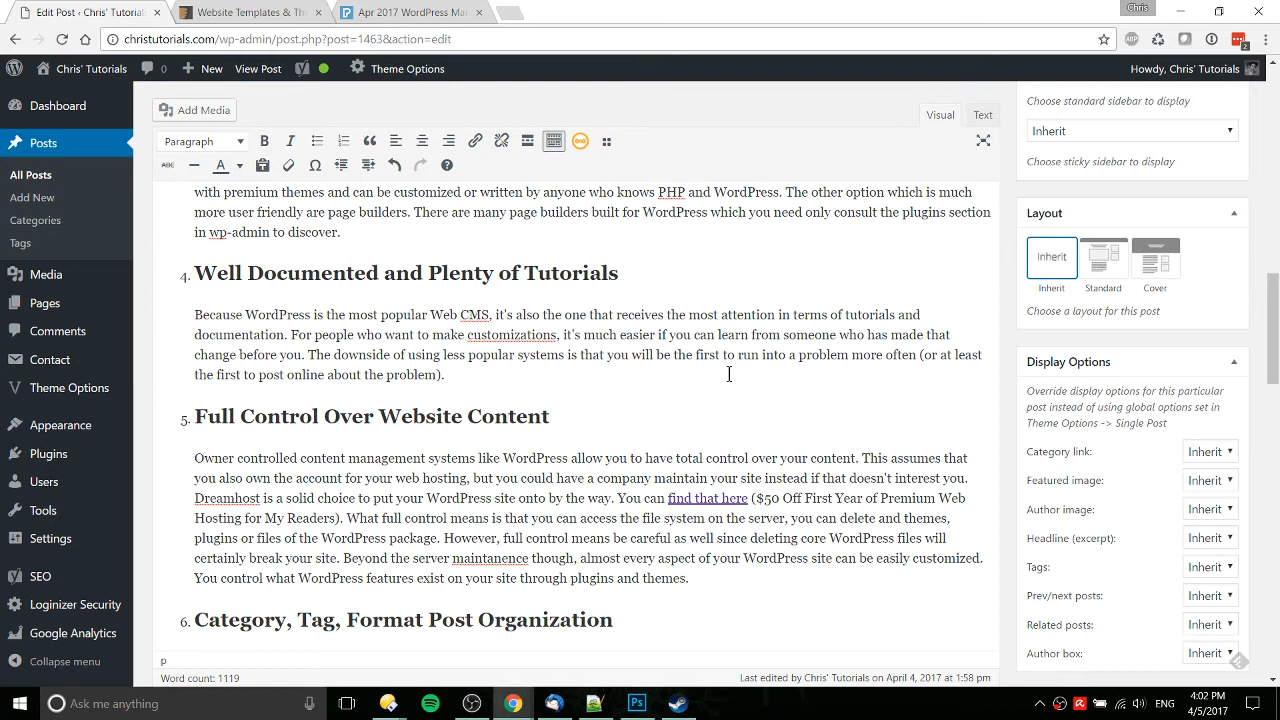 Chris
Edit Post ‹ Chris' Tutorials
Website Templates & Th
Apr 2017 WordPress Ma
christutorials.com/wp-admin/post.php?post=1463&action=edit
2
Chris' Tutorials 0 New View Post Theme Options Howdy, Chris' Tutorials
Dashboard
Posts
All Posts
Add New
Categories
Tags
Media
Pages
Comments
Theme Options
Contact
Appearance
Plugins
Users
Tools
Settings
SEO
Loginizer Security
Google Analytics
Collapse menu
Add Media
Visual Text
Paragraph B I
ABC A Ω
with premium themes and can be customized or written by anyone who knows PHP and WordPress. The other option which is much
more user friendly are page builders. There are many page builders built for WordPress which you need only consult the plugins section
in wp-admin to discover.
4. Well Documented and Plenty of Tutorials
Because WordPress is the most popular Web CMS, it's also the one that receives the most attention in terms of tutorials and
documentation. For people who want to make customizations, it's much easier if you can learn from someone who has made that
change before you. The downside of using less popular systems is that you will be the first to run into a problem more often (or at least
the first to post online about the problem).
5. Full Control Over Website Content
Owner controlled content management systems like WordPress allow you to have total control over your content. This assumes that
you also own the account for your web hosting, but you could have a company maintain your site instead if that doesn't interest you.
Dreamhost is a solid choice to put your WordPress site onto by the way. You can find that here ($50 Off First Year of Premium Web
Hosting for My Readers). What full control means is that you can access the file system on the server, you can delete and themes,
plugins or files of the WordPress package. However, full control means be careful as well since deleting core WordPress files will
certainly break your site. Beyond the server maintanence though, almost every aspect of your WordPress site can be easily customized.
You control what WordPress features exist on your site through plugins and themes.
6. Category, Tag, Format Post Organization
p
Word count: 1119
Last edited by Chris' Tutorials on April 4, 2017 at 1:58 pm
Choose standard sidebar to display
Inherit
Choose sticky sidebar to display
Layout
Inherit
Inherit Standard Cover
Choose a layout for this post
Display Options
Override display options for this particular
post instead of using global options set in
Theme Options -> Single Post
Category link: Inherit
Featured image: Inherit
Author image: Inherit
Headline (excerpt): Inherit
Tags: Inherit
Prev/next posts: Inherit
Related posts: Inherit
Author box: Inherit
Ask me anything
Ps
4:02 PM
4/5/2017